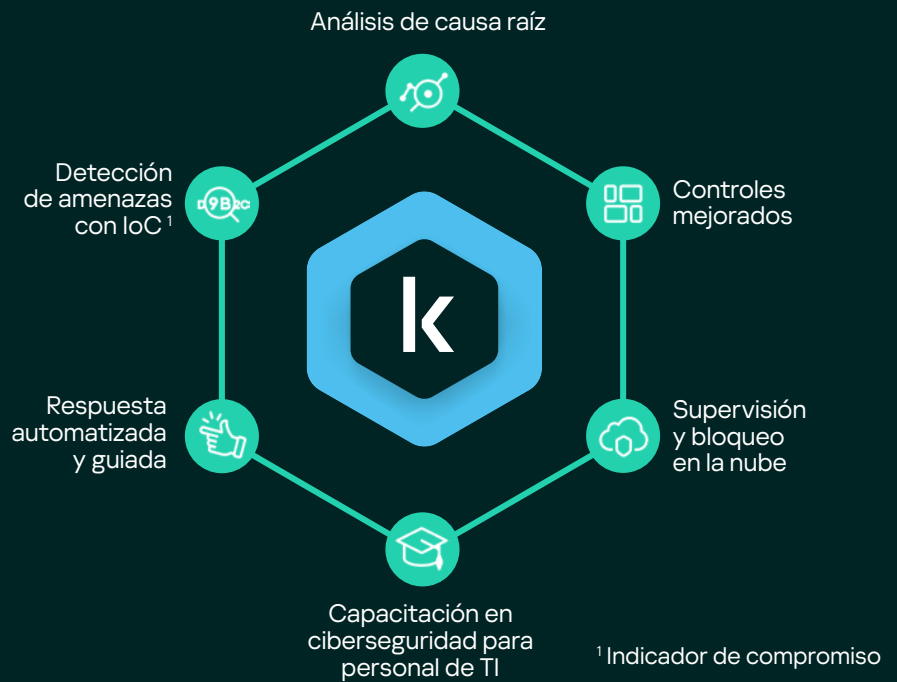 Análisis de causa raíz
Detección
de amenazas
con IoC ¹
D9B2C
Controles
mejorados
k
Respuesta
automatizada
y guiada
Supervisión
y bloqueo
en la nube
Capacitación en
ciberseguridad para
personal de TI
¹ Indicador de compromiso